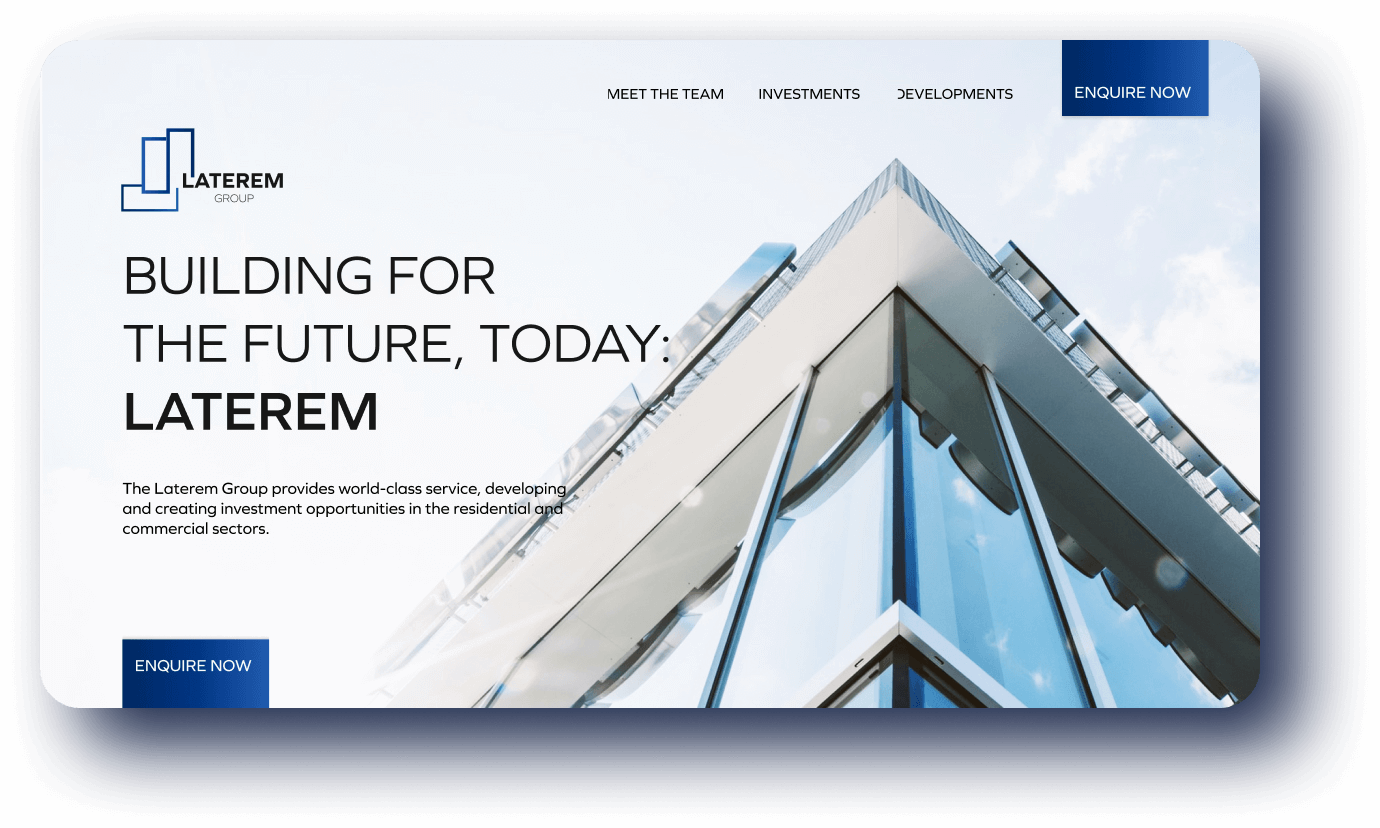 MEET THE TEAM
INVESTMENTS
DEVELOPMENTS
ENQUIRE NOW
LATEREM
GROUP
BUILDING FOR
THE FUTURE, TODAY:
LATEREM
The Laterem Group provides world-class service, developing
and creating investment opportunities in the residential and
commercial sectors.
ENQUIRE NOW